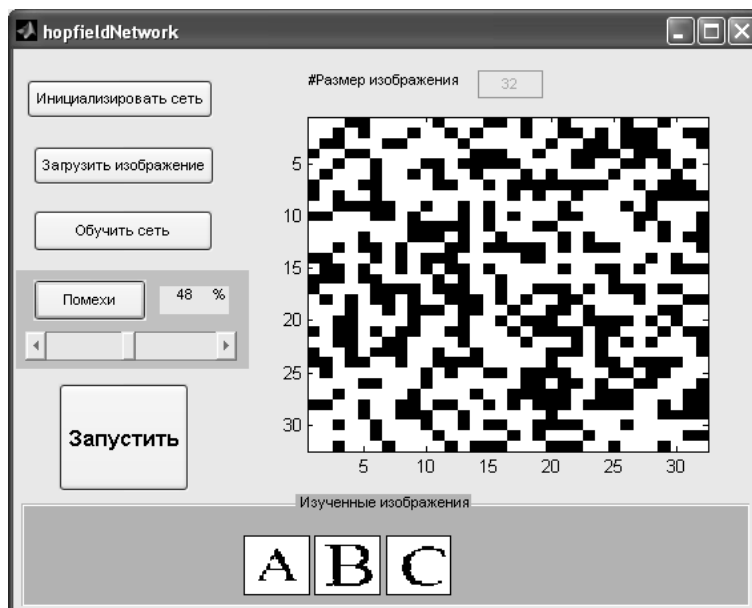 hopfieldNetwork
#Размер изображения 32
Инициализировать сеть
Загрузить изображение
Обучить сеть
Помехи 48 %
Запустить
5
10
15
20
25
30
5 10 15 20 25 30
Изученные изображения
A B C